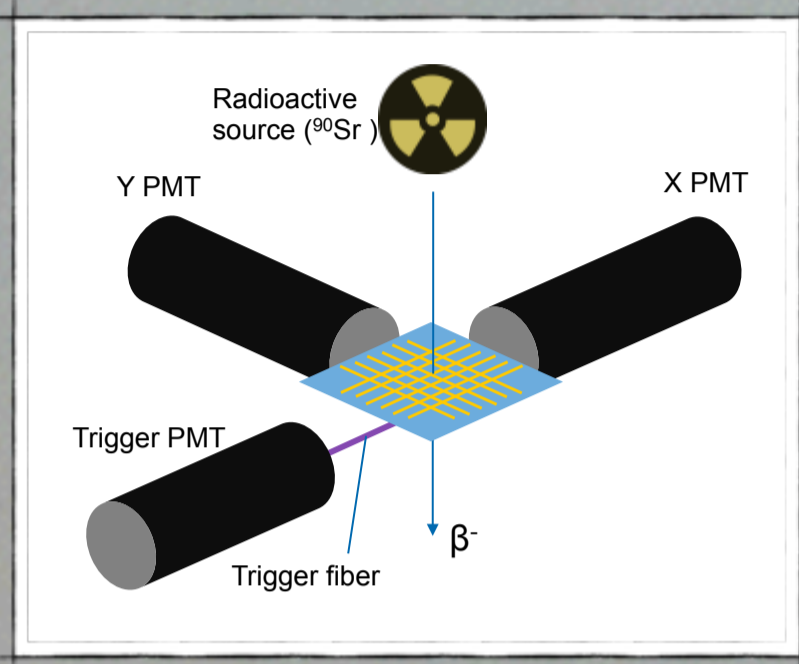 Radioactive
source (⁹⁰Sr )
Y PMT
X PMT
Trigger PMT
β⁻
Trigger fiber